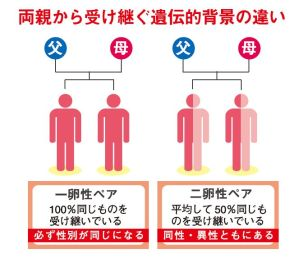 両親から受け継ぐ遺伝的背景の違い
父 母 父 母
一卵性ペア
100%同じものを
受け継いでいる
必ず性別が同じになる
二卵性ペア
平均して50%同じも
のを受け継いでいる
同性・異性ともにある